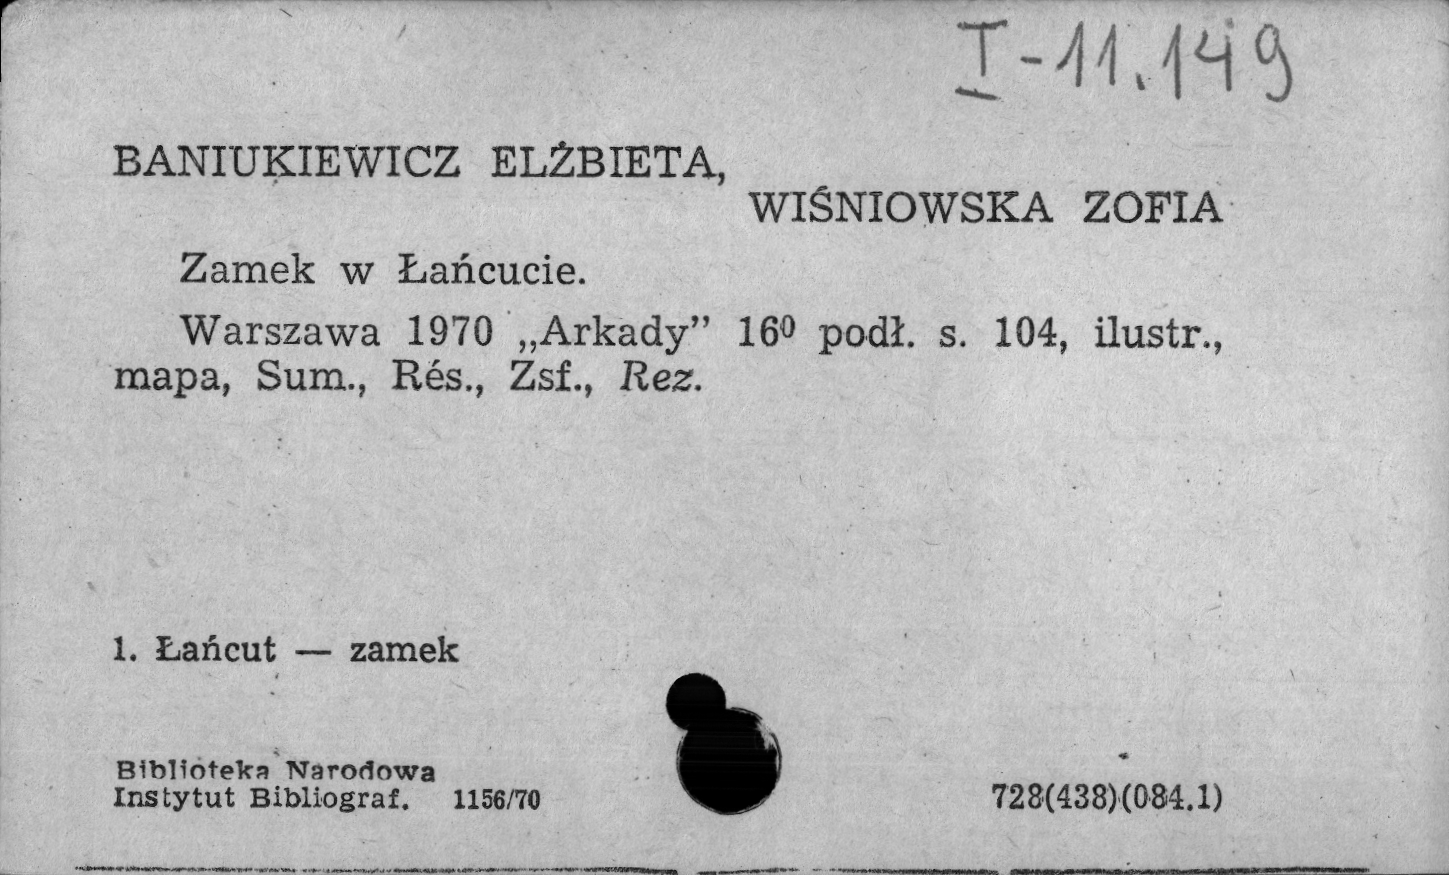 I-11.149
BANIUKIEWICZ ELŻBIETA,
WIŚNIOWSKA ZOFIA
Zamek w Łańcucie.
Warszawa 1970 „Arkady” 16⁰ podł. s. 104, ilustr.,
mapa, Sum., Rés., Zsf., Rez.
1. Łańcut — zamek
Biblioteka Narodowa
Instytut Bibliograf. 1156/70
728(438)(084.1)